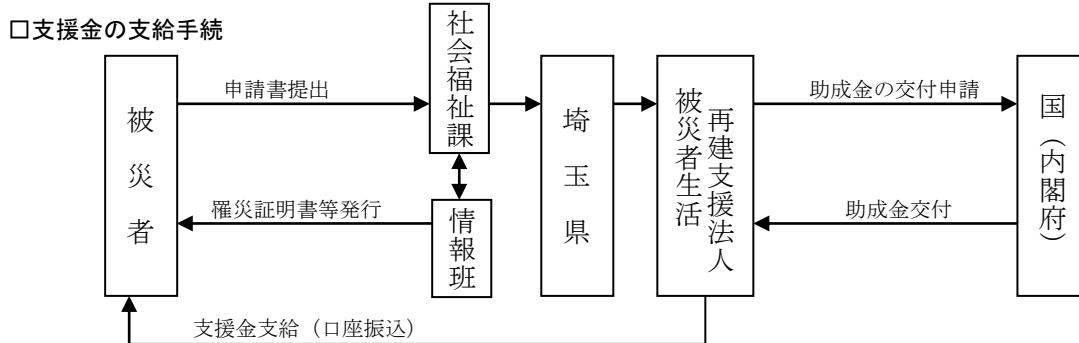 □支援金の支給手続
被災者
申請書提出
罹災証明書等発行
社会福祉課
情報班
埼玉県
被災者生活
再建支援法人
助成金の交付申請
助成金交付
国(内閣府)
支援金支給(口座振込)